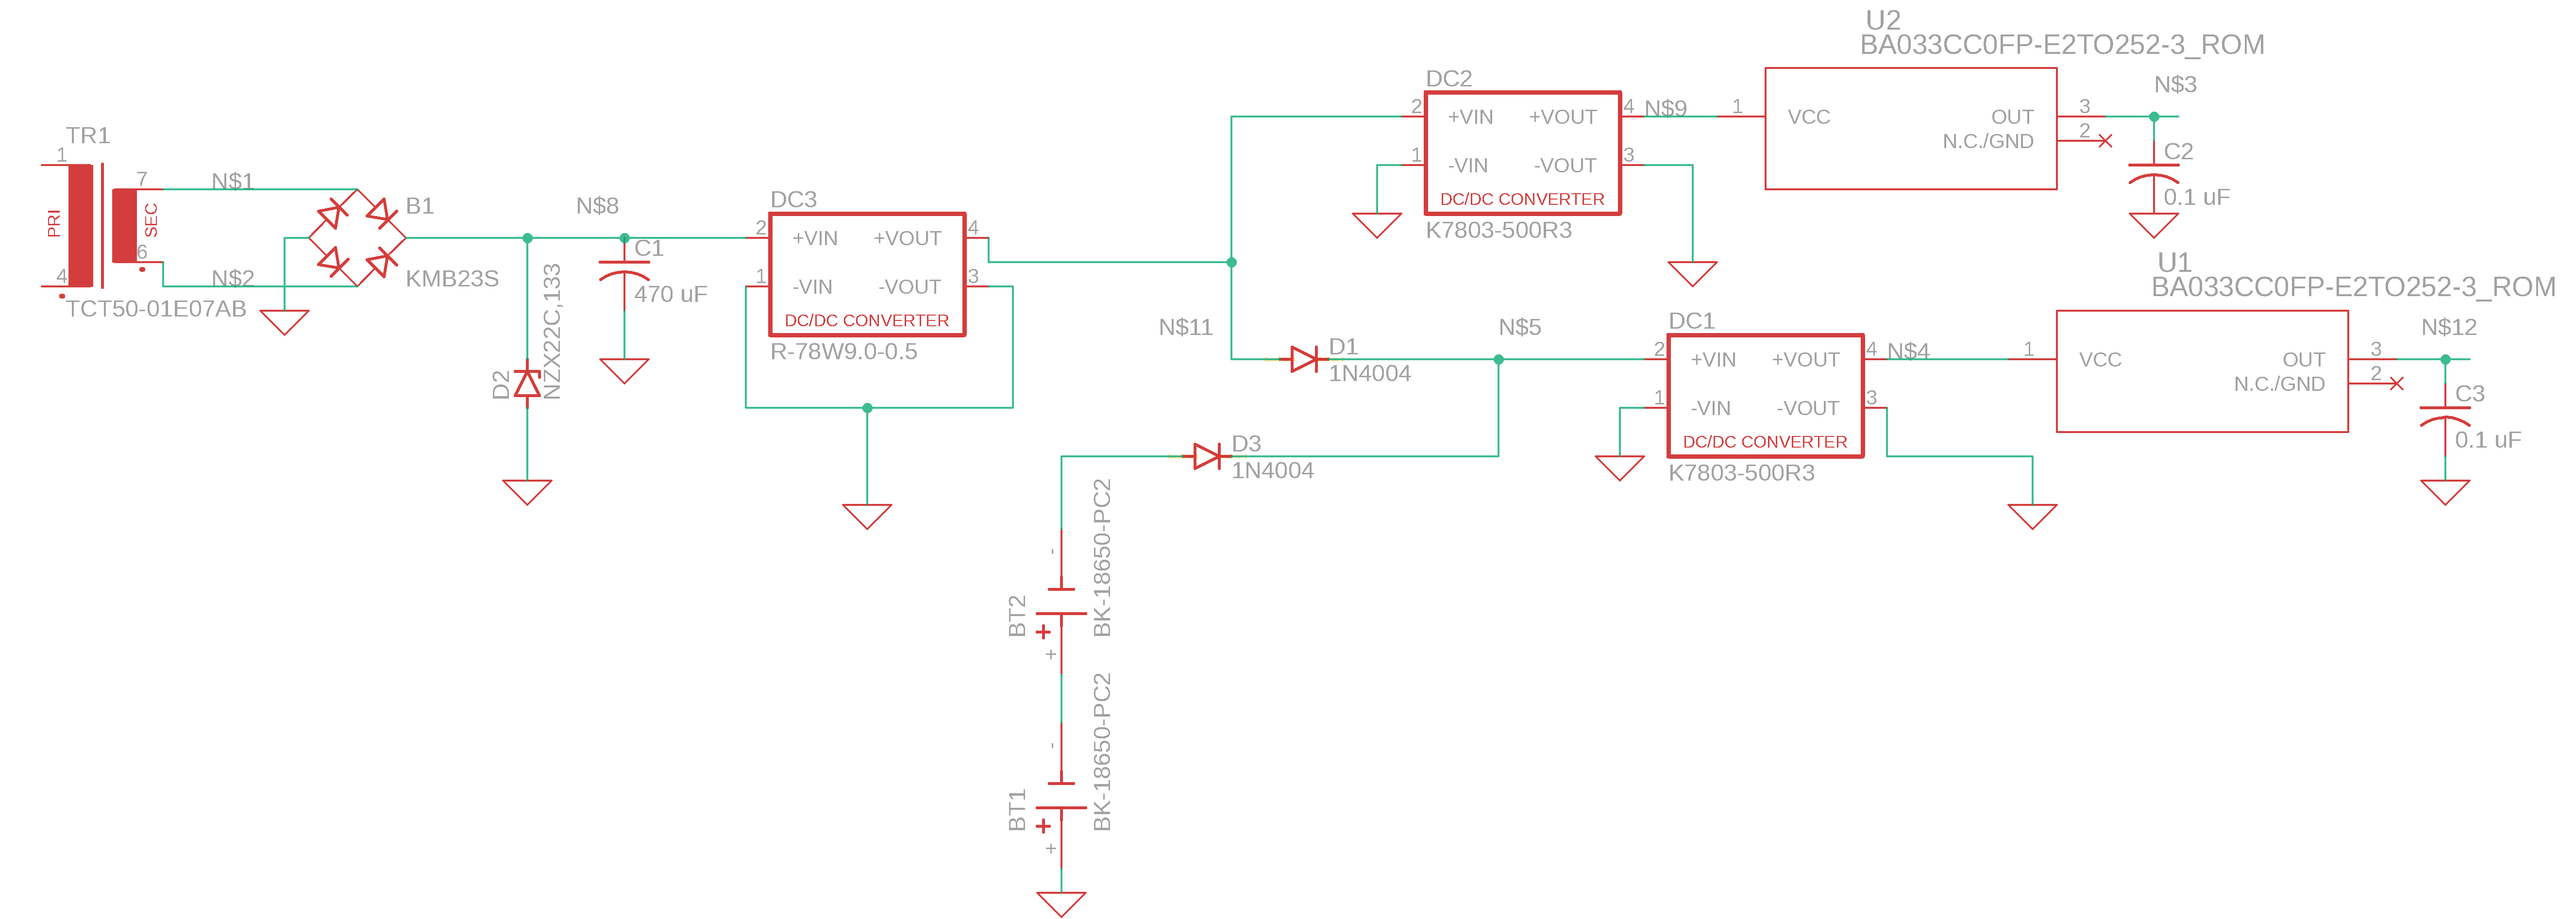 TR1
1
4
PRI
SEC
7
6
TCT50-01E07AB
N$1
N$2
B1
KMB23S
N$8
D2
NZX22C,133
C1
470 uF
DC3
2
+VIN
+VOUT
4
1
-VIN
-VOUT
3
DC/DC CONVERTER
R-78W9.0-0.5
N$11
D1
1N4004
N$5
D3
1N4004
-
BT2
BK-18650-PC2
+
+
-
BT1
BK-18650-PC2
+
+
DC2
2
+VIN
+VOUT
4
1
-VIN
-VOUT
3
DC/DC CONVERTER
K7803-500R3
N$9
U2
BA033CC0FP-E2TO252-3_ROM
1
VCC
OUT
3
N.C./GND
2
N$3
C2
0.1 uF
DC1
2
+VIN
+VOUT
4
1
-VIN
-VOUT
3
DC/DC CONVERTER
K7803-500R3
N$4
U1
BA033CC0FP-E2TO252-3_ROM
1
VCC
OUT
3
N.C./GND
2
N$12
C3
0.1 uF